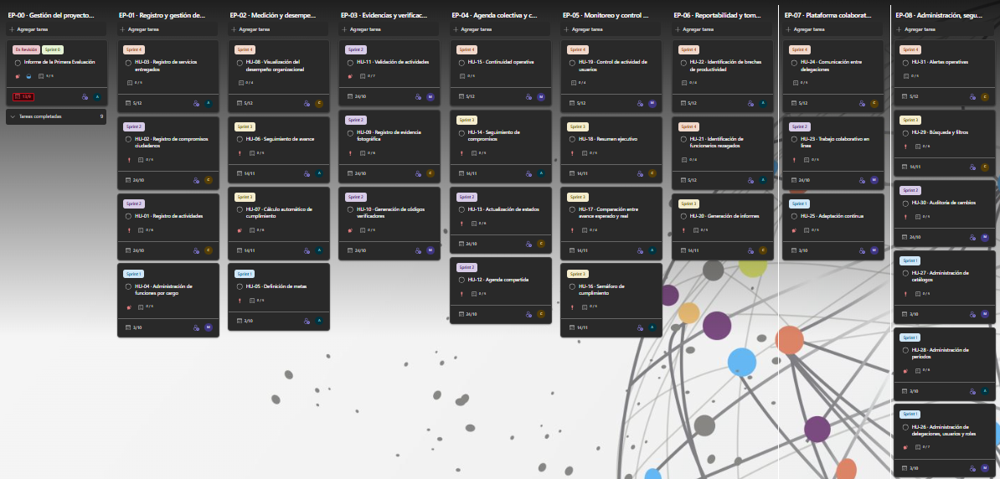 EP-00 · Gestión del proyecto...
Agregar tarea
En Revisión
Sprint 0
Informe de la Primera Evaluación
5/5
13/9
A
Tareas completadas
9
EP-01 · Registro y gestión de...
Agregar tarea
Sprint 4
HU-03 · Registro de servicios
entregados
0/5
5/12
A
Sprint 2
HU-02 · Registro de compromisos
ciudadanos
0/5
24/10
C
Sprint 2
HU-01 · Registro de actividades
0/6
24/10
C
Sprint 1
HU-04 · Administración de
funciones por cargo
0/5
3/10
M
EP-02 · Medición y desempe...
Agregar tarea
Sprint 4
HU-08 · Visualización del
desempeño organizacional
0/4
5/12
C
Sprint 3
HU-06 · Seguimiento de avance
0/5
14/11
A
Sprint 3
HU-07 · Cálculo automático de
cumplimiento
0/6
14/11
A
Sprint 1
HU-05 · Definición de metas
0/5
3/10
A
EP-03 · Evidencias y verificac...
Agregar tarea
Sprint 2
HU-11 · Validación de actividades
0/7
24/10
M
Sprint 2
HU-09 · Registro de evidencia
fotográfica
0/6
24/10
C
Sprint 2
HU-10 · Generación de códigos
verificadores
0/5
24/10
M
EP-04 · Agenda colectiva y c...
Agregar tarea
Sprint 4
HU-15 · Continuidad operativa
0/5
5/12
M
Sprint 3
HU-14 · Seguimiento de
compromisos
0/5
14/11
A
Sprint 2
HU-13 · Actualización de estados
0/6
24/10
C
Sprint 2
HU-12 · Agenda compartida
0/5
24/10
C
EP-05 · Monitoreo y control ...
Agregar tarea
Sprint 4
HU-19 · Control de actividad de
usuarios
0/4
5/12
M
Sprint 3
HU-18 · Resumen ejecutivo
0/5
14/11
C
Sprint 3
HU-17 · Comparación entre
avance esperado y real
0/4
14/11
A
Sprint 3
HU-16 · Semáforo de
cumplimiento
0/5
14/11
A
EP-06 · Reportabilidad y tom...
Agregar tarea
Sprint 4
HU-22 · Identificación de brechas
de productividad
0/4
5/12
A
Sprint 4
HU-21 · Identificación de
funcionarios rezagados
0/4
5/12
A
Sprint 3
HU-20 · Generación de informes
0/5
14/11
C
EP-07 · Plataforma colaborat...
Agregar tarea
Sprint 4
HU-24 · Comunicación entre
delegaciones
0/5
5/12
C
Sprint 2
HU-23 · Trabajo colaborativo en
línea
0/5
24/10
M
Sprint 1
HU-25 · Adaptación continua
0/5
3/10
M
EP-08 · Administración, segu...
Agregar tarea
Sprint 4
HU-31 · Alertas operativas
0/5
5/12
C
Sprint 3
HU-29 · Búsqueda y filtros
0/5
14/11
C
Sprint 2
HU-30 · Auditoría de cambios
0/5
24/10
M
Sprint 1
HU-27 · Administración de
catálogos
0/5
3/10
M
Sprint 1
HU-28 · Administración de
períodos
0/6
3/10
A
Sprint 1
HU-26 · Administración de
delegaciones, usuarios y roles
0/7
3/10
M